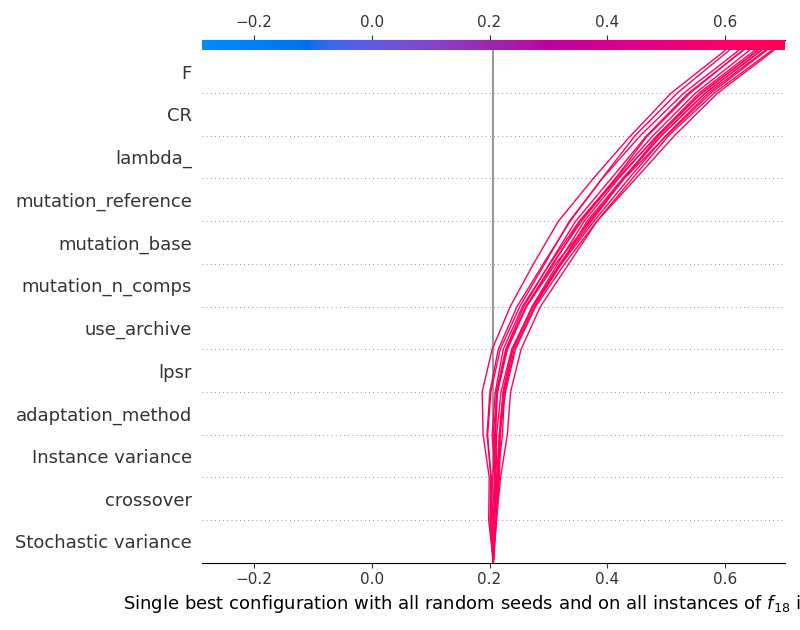 −0.2 0.0 0.2 0.4 0.6
F
CR
lambda_
mutation_reference
mutation_base
mutation_n_comps
use_archive
lpsr
adaptation_method
Instance variance
crossover
Stochastic variance
−0.2 0.0 0.2 0.4 0.6
Single best configuration with all random seeds and on all instances of f18 i